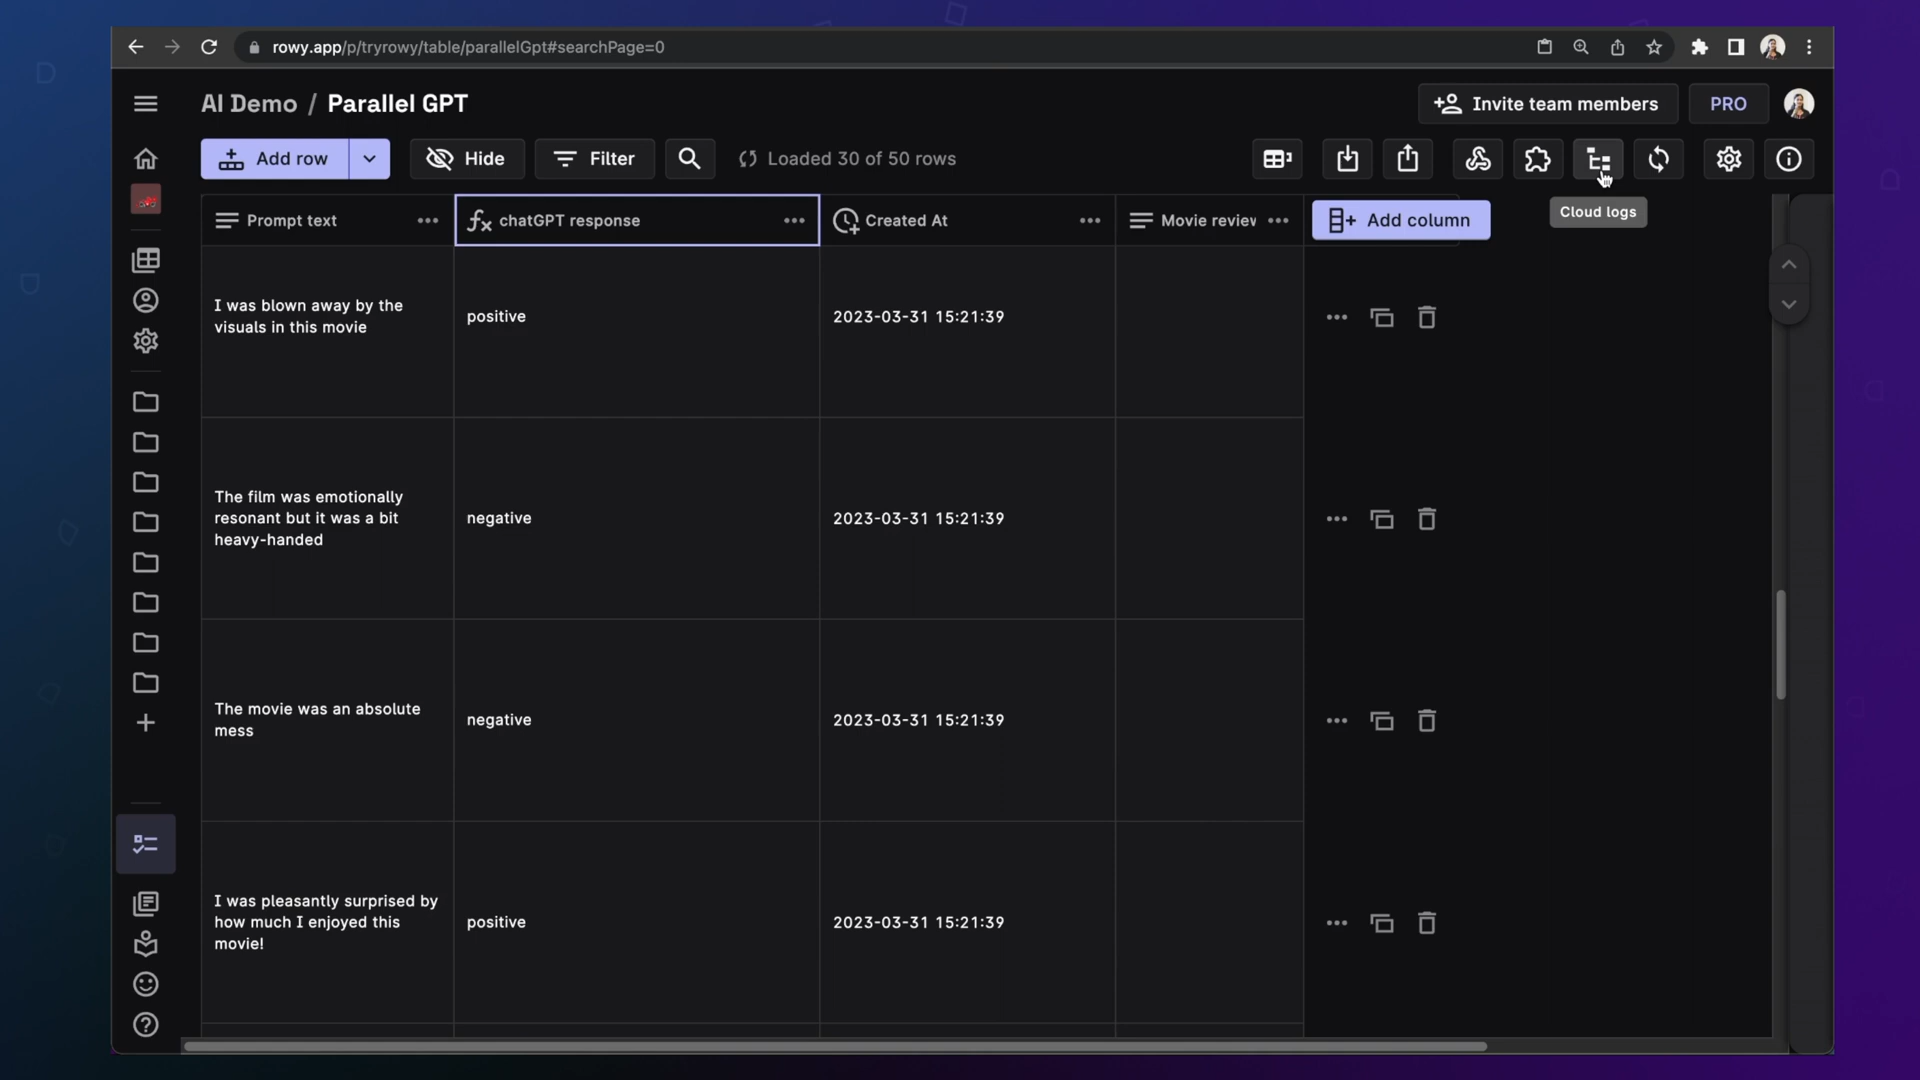 rowy.app/p/tryrowy/table/parallelGpt#searchPage=0
AI Demo / Parallel GPT
Invite team members
PRO
Add row
Hide
Filter
Loaded 30 of 50 rows
Cloud logs
Prompt text
chatGPT response
Created At
Movie review
Add column
I was blown away by the
visuals in this movie
positive
2023-03-31 15:21:39
The film was emotionally
resonant but it was a bit
heavy-handed
negative
2023-03-31 15:21:39
The movie was an absolute
mess
negative
2023-03-31 15:21:39
I was pleasantly surprised by
how much I enjoyed this
movie!
positive
2023-03-31 15:21:39